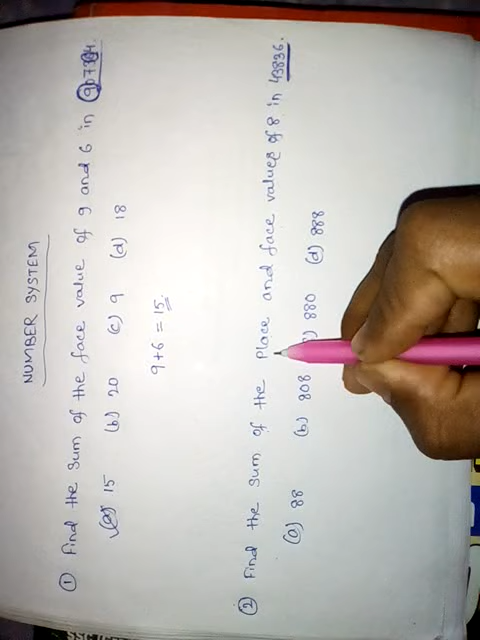 NUMBER SYSTEM
① Find the sum of the face value of 9 and 6 in
(a) 15 (b) 20 (c) 9 (d) 18
9+6 = 15.
② Find the sum of the Place and face values of 8 in 43836.
(a) 88 (b) 808 880 (d) 888
SSC